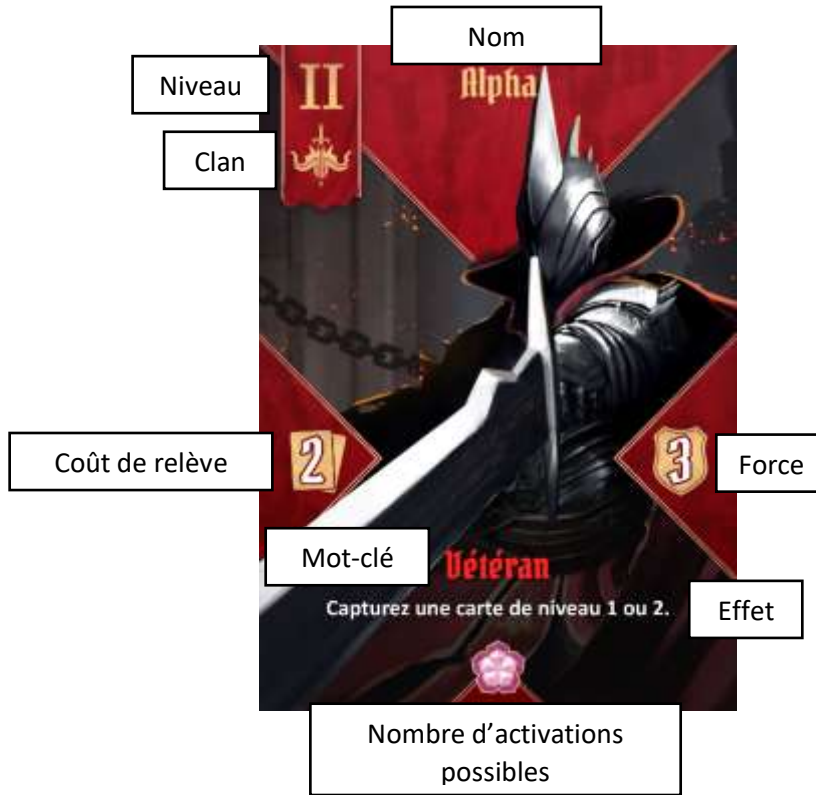 Nom
Niveau
II
Alpha
Clan
Coût de relève
2
3
Force
Mot-clé
Vétéran
Capturez une carte de niveau 1 ou 2.
Effet
Nombre d’activations
possibles